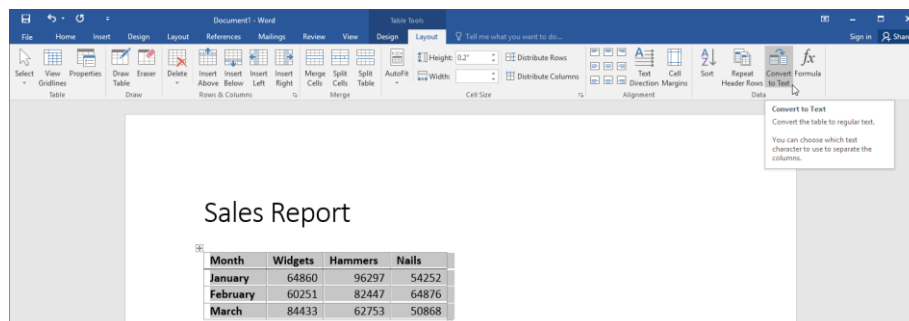 Document1 - Word
Table Tools
File Home Insert Design Layout References Mailings Review View Design Layout Tell me what you want to do... Sign in Share
Select View Gridlines Properties Draw Table Eraser Delete Insert Above Insert Below Insert Left Insert Right Merge Cells Split Cells Split Table AutoFit Height: 0.2" Width: Distribute Rows Distribute Columns Text Direction Cell Margins Sort Repeat Header Rows Convert to Text Formula
Table Draw Rows & Columns Merge Cell Size Alignment Data
Convert to Text
Convert the table to regular text.
You can choose which text
character to use to separate the
columns.
Sales Report
Month Widgets Hammers Nails
January 64860 96297 54252
February 60251 82447 64876
March 84433 62753 50868